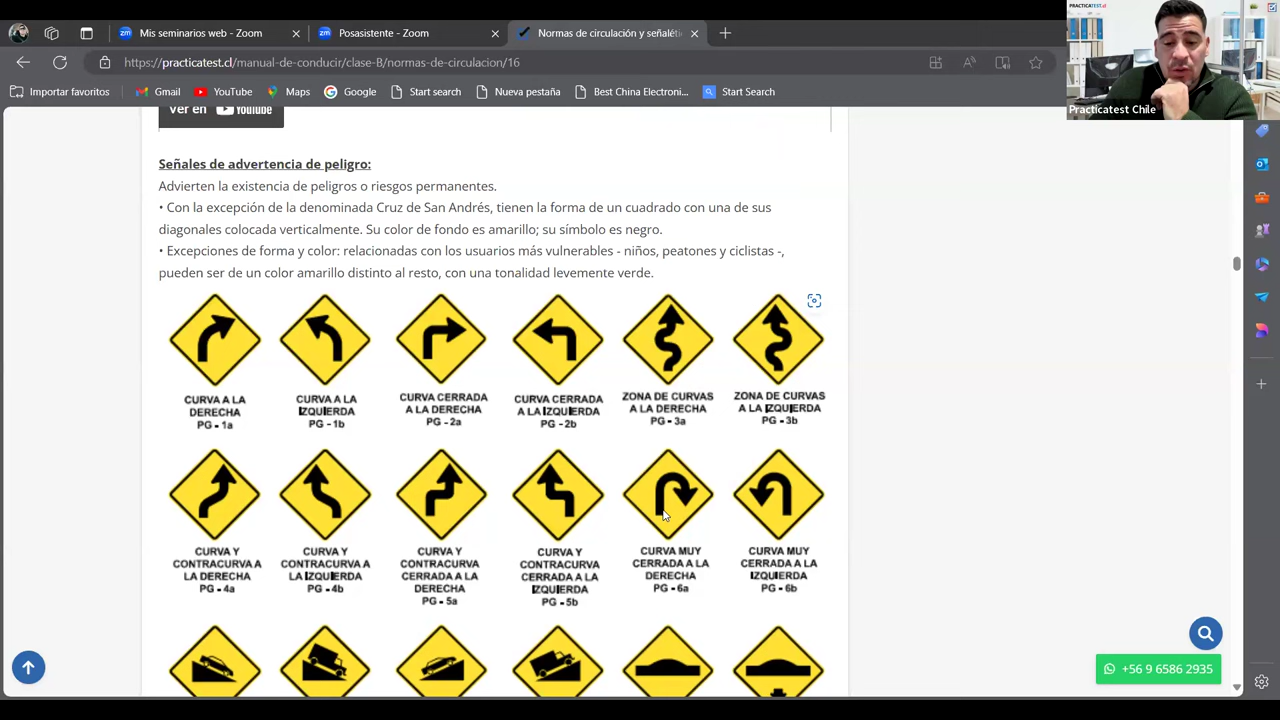 Mis seminarios web - Zoom
Posasistente - Zoom
Normas de circulación y señaléti
https://practicatest.cl/manual-de-conducir/clase-B/normas-de-circulacion/16
Importar favoritos
Gmail
YouTube
Maps
Google
Start search
Nueva pestaña
Best China Electroni...
Start Search
PRACTICATEST.cl
Practicatest Chile
Ver en YouTube
Señales de advertencia de peligro:
Advierten la existencia de peligros o riesgos permanentes.
• Con la excepción de la denominada Cruz de San Andrés, tienen la forma de un cuadrado con una de sus
diagonales colocada verticalmente. Su color de fondo es amarillo; su símbolo es negro.
• Excepciones de forma y color: relacionadas con los usuarios más vulnerables - niños, peatones y ciclistas -,
pueden ser de un color amarillo distinto al resto, con una tonalidad levemente verde.
CURVA A LA
DERECHA
PG - 1a
CURVA A LA
IZQUIERDA
PG - 1b
CURVA CERRADA
A LA DERECHA
PG - 2a
CURVA CERRADA
A LA IZQUIERDA
PG - 2b
ZONA DE CURVAS
A LA DERECHA
PG - 3a
ZONA DE CURVAS
A LA IZQUIERDA
PG - 3b
CURVA Y
CONTRACURVA A
LA DERECHA
PG - 4a
CURVA Y
CONTRACURVA A
LA IZQUIERDA
PG - 4b
CURVA Y
CONTRACURVA
CERRADA A LA
DERECHA
PG - 5a
CURVA Y
CONTRACURVA
CERRADA A LA
IZQUIERDA
PG - 5b
CURVA MUY
CERRADA A LA
DERECHA
PG - 6a
CURVA MUY
CERRADA A LA
IZQUIERDA
PG - 6b
+56 9 6586 2935